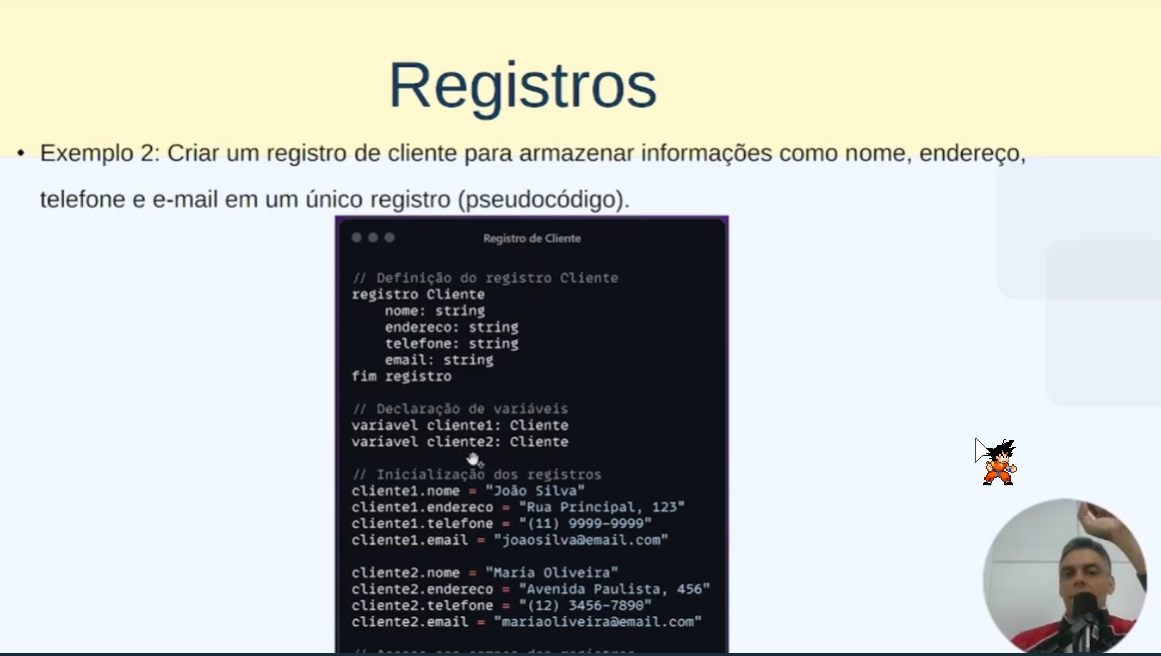 Registros
• Exemplo 2: Criar um registro de cliente para armazenar informações como nome, endereço,
telefone e e-mail em um único registro (pseudocódigo).
Registro de Cliente
// Definição do registro Cliente
registro Cliente
    nome: string
    endereco: string
    telefone: string
    email: string
fim registro
// Declaração de variáveis
variavel cliente1: Cliente
variavel cliente2: Cliente
// Inicialização dos registros
cliente1.nome = "João Silva"
cliente1.endereco = "Rua Principal, 123"
cliente1.telefone = "(11) 9999-9999"
cliente1.email = "joaosilva@email.com"
cliente2.nome = "Maria Oliveira"
cliente2.endereco = "Avenida Paulista, 456"
cliente2.telefone = "(12) 3456-7890"
cliente2.email = "mariaoliveira@email.com"